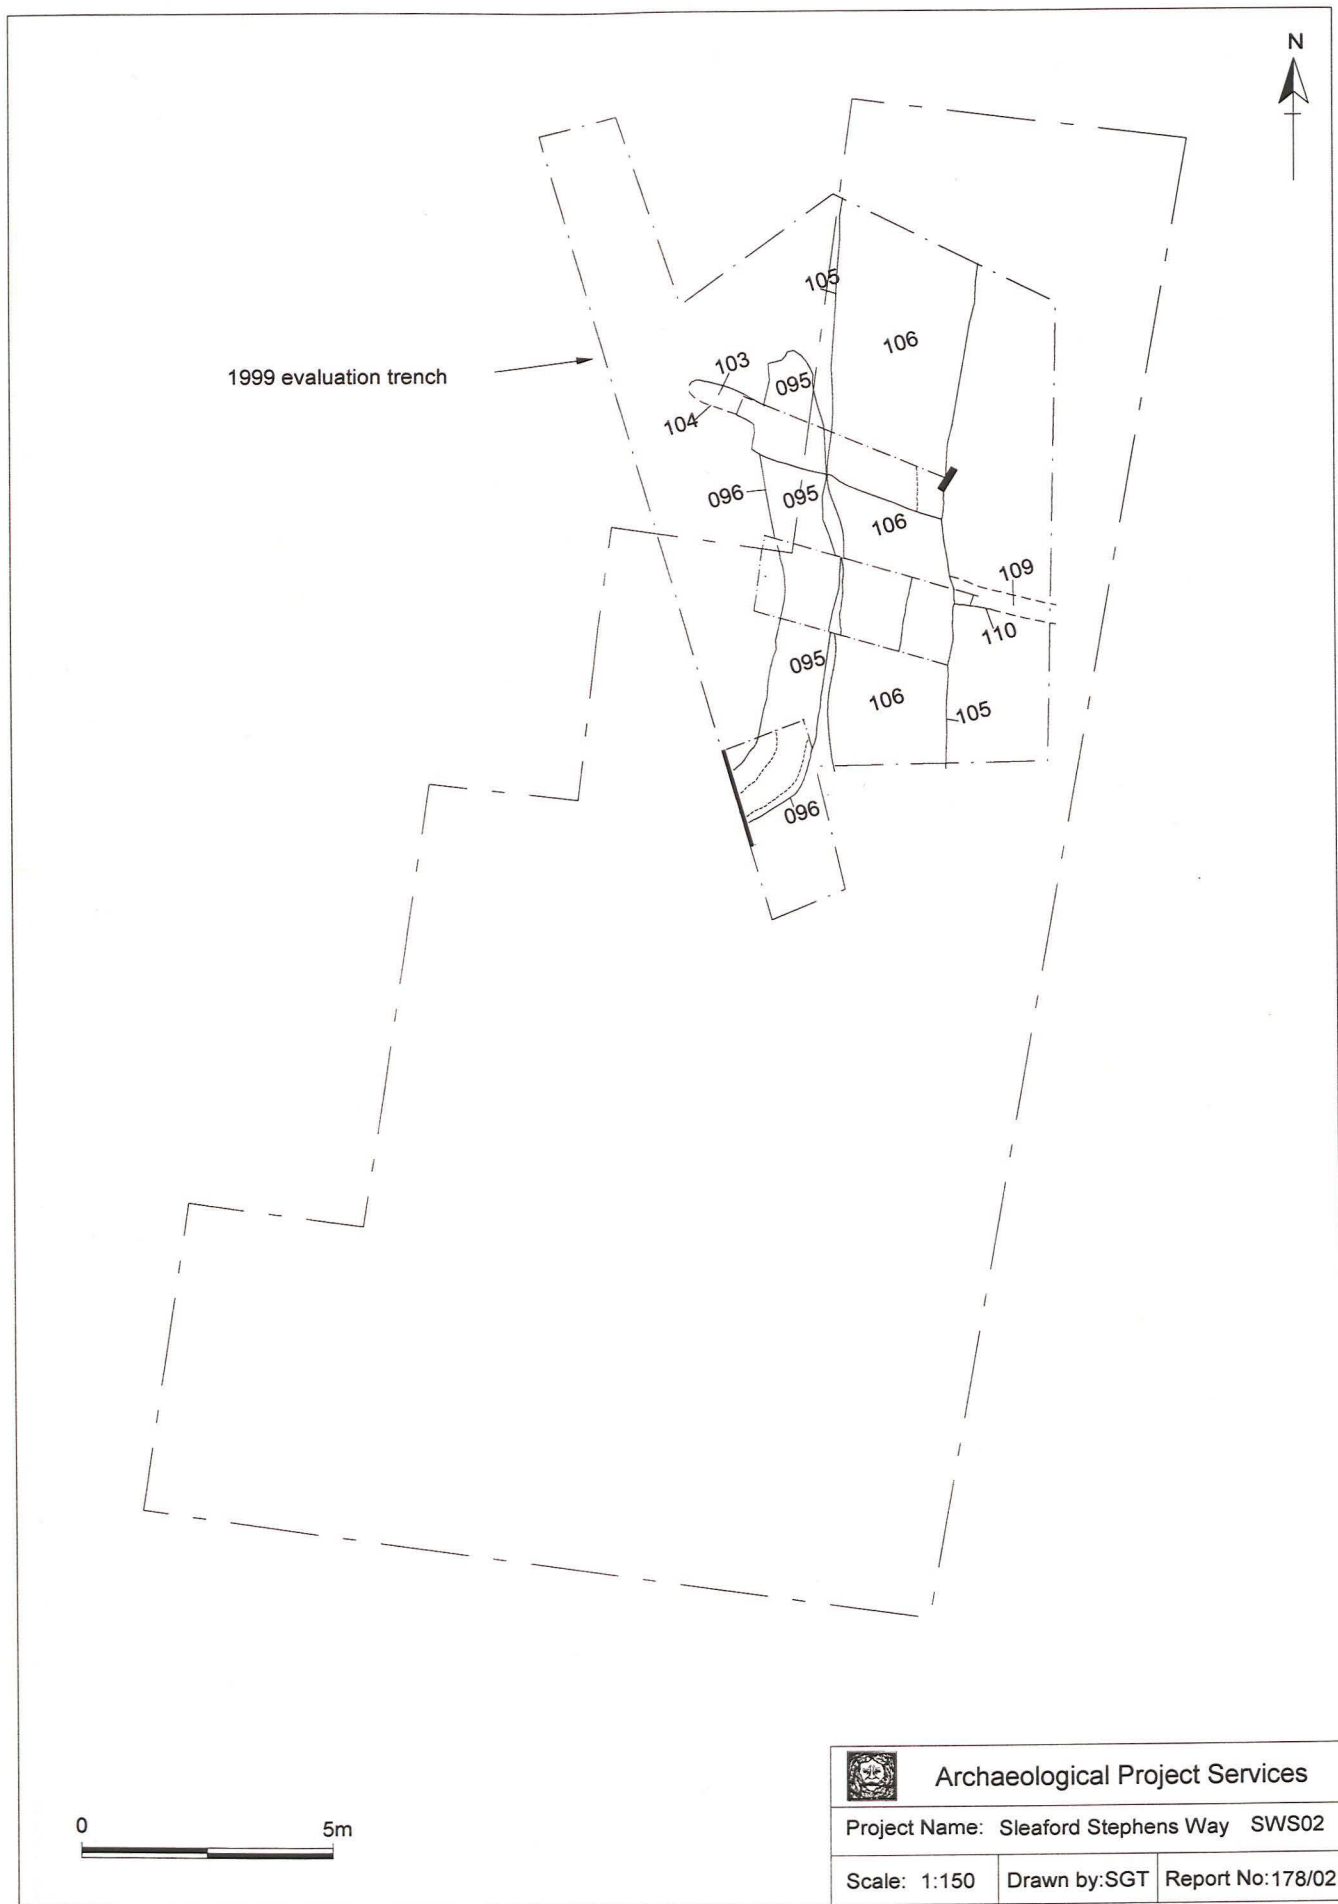 N
105
106
1999 evaluation trench
103
095
104
096
095
106
109
110
095
106
105
096
0
5m
Archaeological Project Services
Project Name: Sleaford Stephens Way SWS02
Scale: 1:150
Drawn by:SGT
Report No:178/02